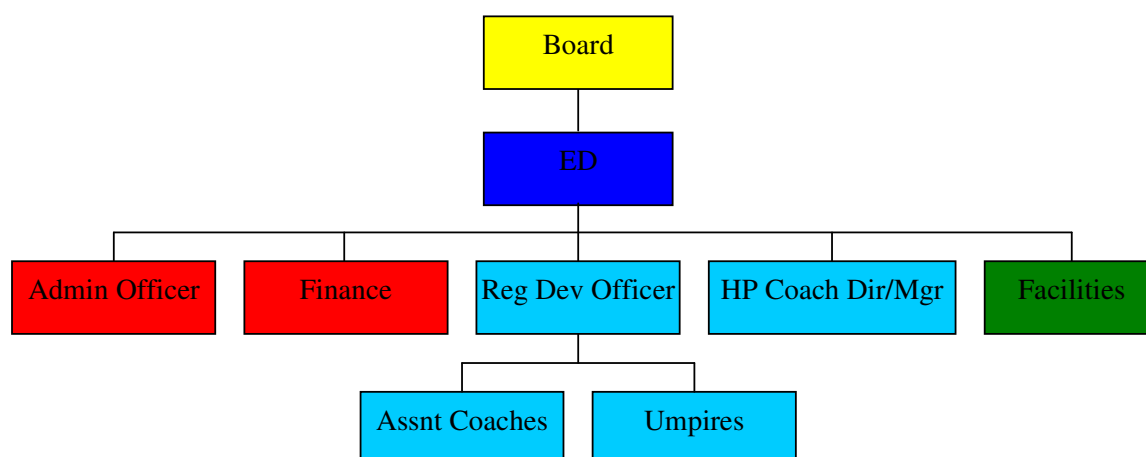 Board
ED
Admin Officer
Finance
Reg Dev Officer
HP Coach Dir/Mgr
Facilities
Assnt Coaches
Umpires